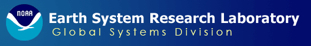 NOAA
Earth System Research Laboratory
Global Systems Division